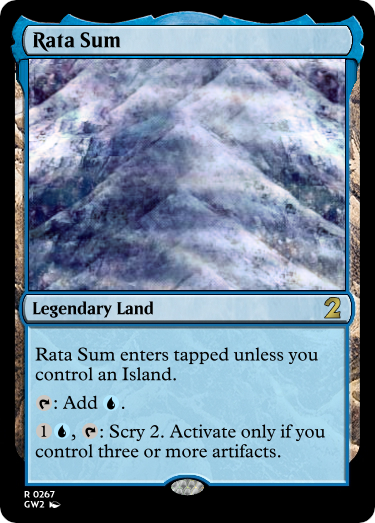 Rata Sum
Legendary Land
2
Rata Sum enters tapped unless you
control an Island.
: Add .
1 , : Scry 2. Activate only if you
control three or more artifacts.
R 0267
GW2